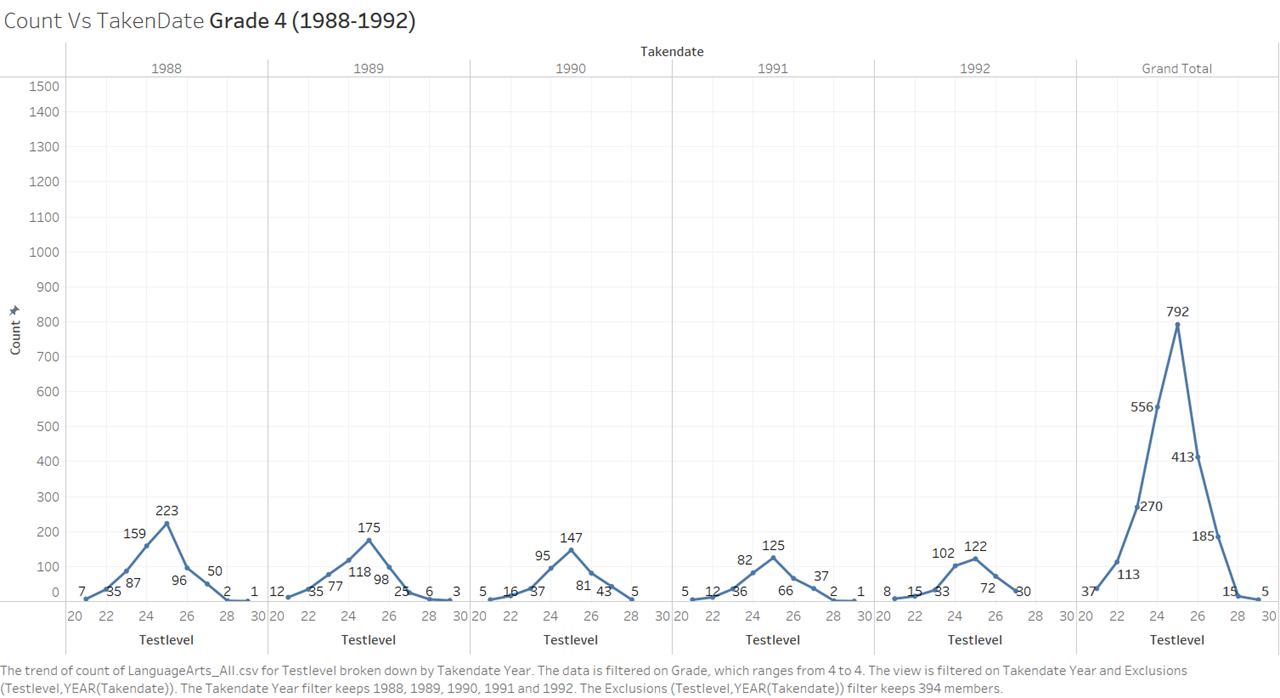 Count Vs TakenDate Grade 4 (1988-1992)
Takendate
1988 1989 1990 1991 1992 Grand Total
1500
1400
1300
1200
1100
1000
900
800
700
600
500
400
300
200
100
0
Count
7 35 87 159 223 96 50 2 1
12 35 77 118 175 98 25 6 3
5 16 37 95 147 81 43 5
5 12 36 82 125 66 37 2 1
8 15 33 102 122 72 30
37 113 270 556 792 413 185 15 5
20 22 24 26 28 30 20 22 24 26 28 30 20 22 24 26 28 30 20 22 24 26 28 30 20 22 24 26 28 30 20 22 24 26 28 30
Testlevel Testlevel Testlevel Testlevel Testlevel Testlevel
The trend of count of LanguageArts_All.csv for Testlevel broken down by Takendate Year. The data is filtered on Grade, which ranges from 4 to 4. The view is filtered on Takendate Year and Exclusions
(Testlevel,YEAR(Takendate)). The Takendate Year filter keeps 1988, 1989, 1990, 1991 and 1992. The Exclusions (Testlevel,YEAR(Takendate)) filter keeps 394 members.